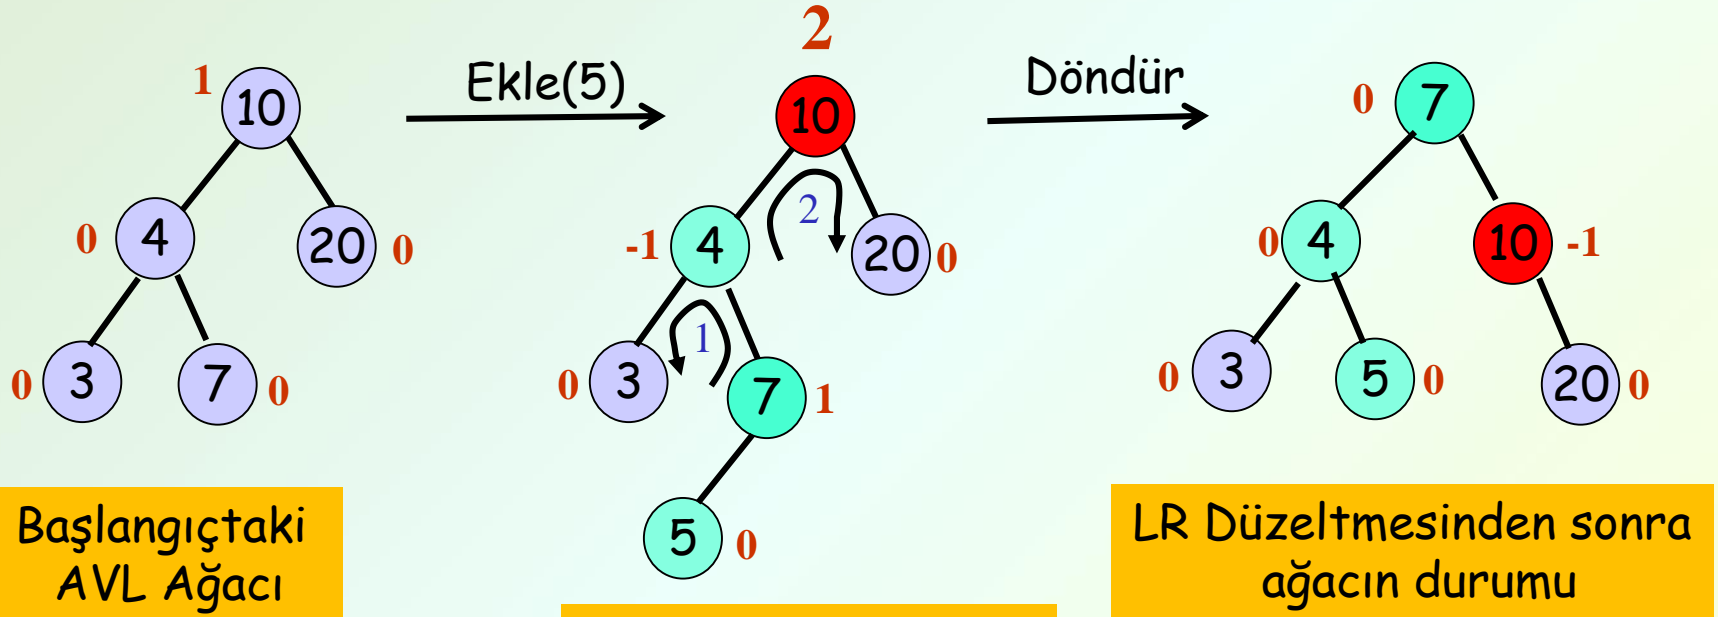 2
1 10 Ekle(5) 10 Döndür 0 7
0 4 20 0 -1 4 2 20 0 0 4 10 -1
0 3 7 0 0 3 1 7 1 0 3 5 0 20 0
5 0
Başlangıçtaki
AVL Ağacı
LR Düzeltmesinden sonra
ağacın durumu